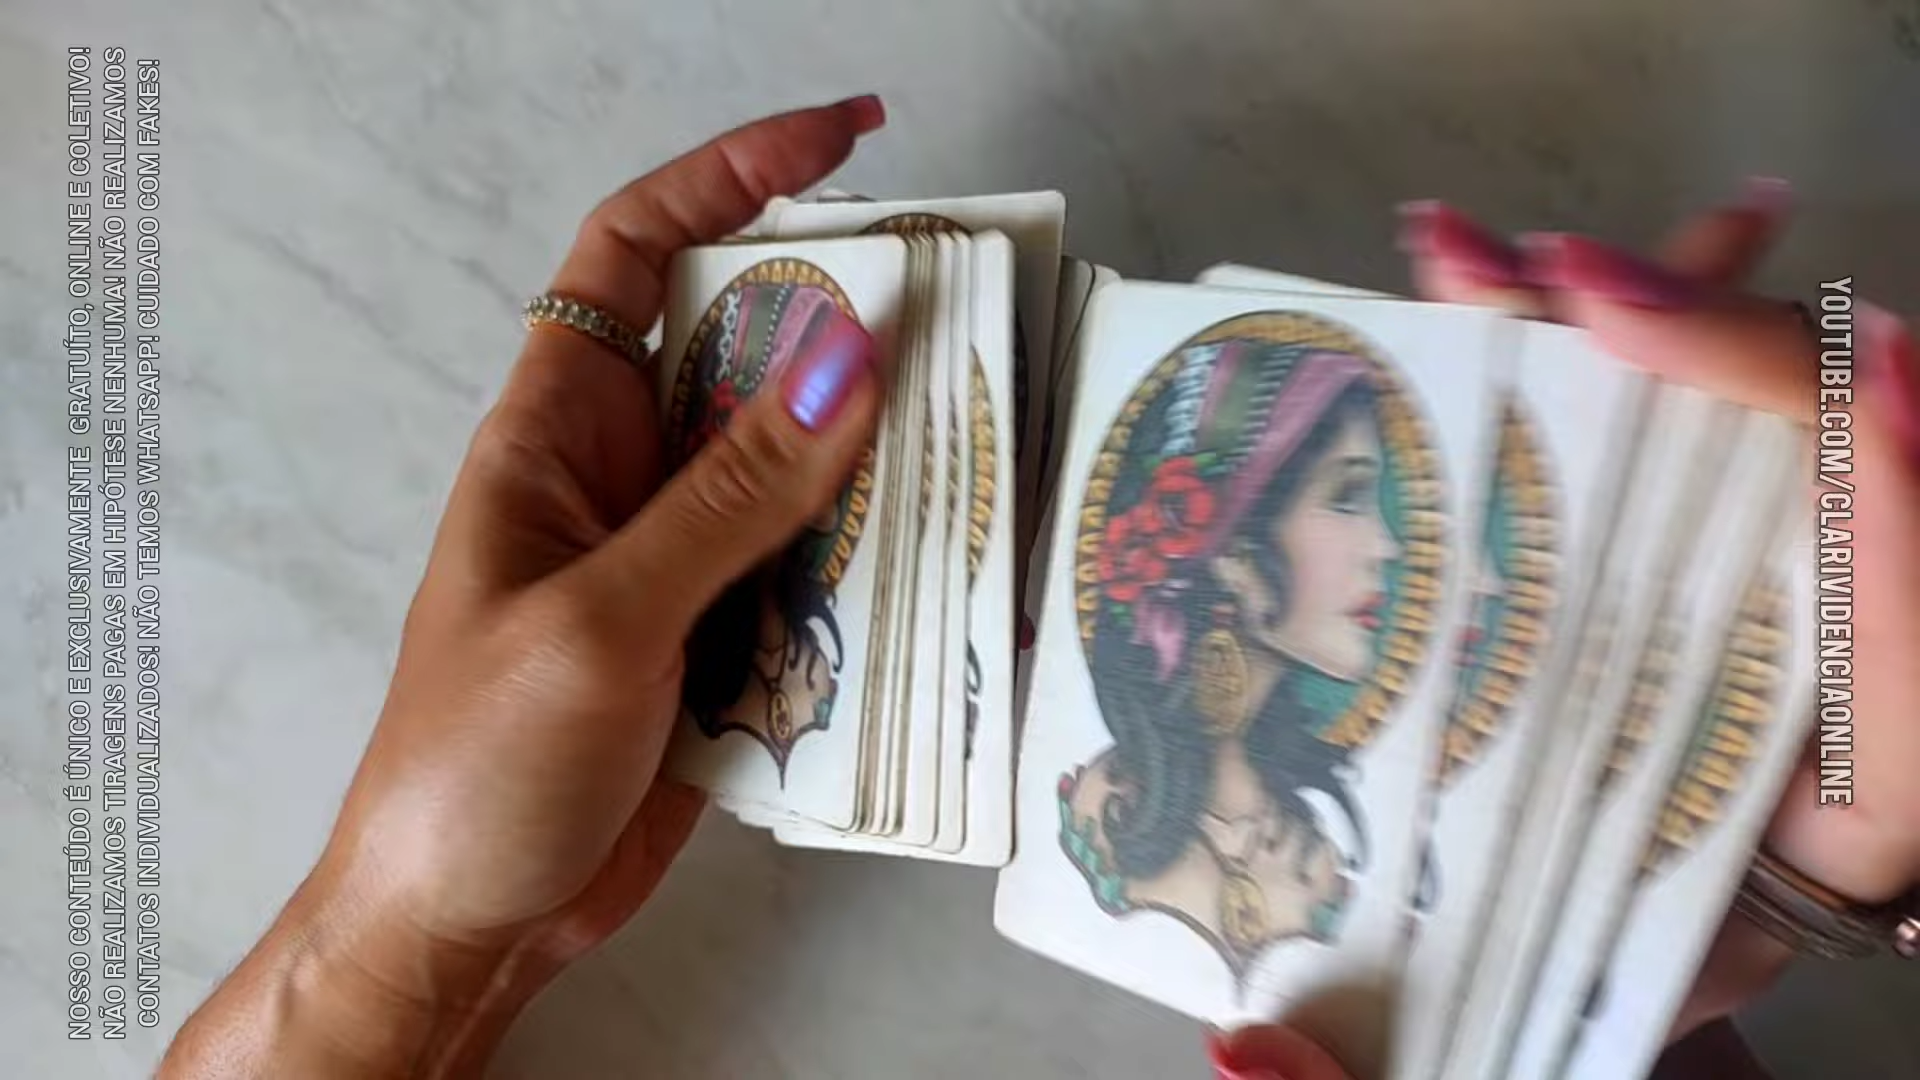 NOSSO CONTEÚDO É ÚNICO E EXCLUSIVAMENTE GRATUÍTO, ONLINE E COLETIVO!
NÃO REALIZAMOS TIRAGENS PAGAS EM HIPÓTESE NENHUMA! NÃO REALIZAMOS
CONTATOS INDIVIDUALIZADOS! NÃO TEMOS WHATSAPP! CUIDADO COM FAKES!
YOUTUBE.COM/CLARIVIDENCIAONLINE